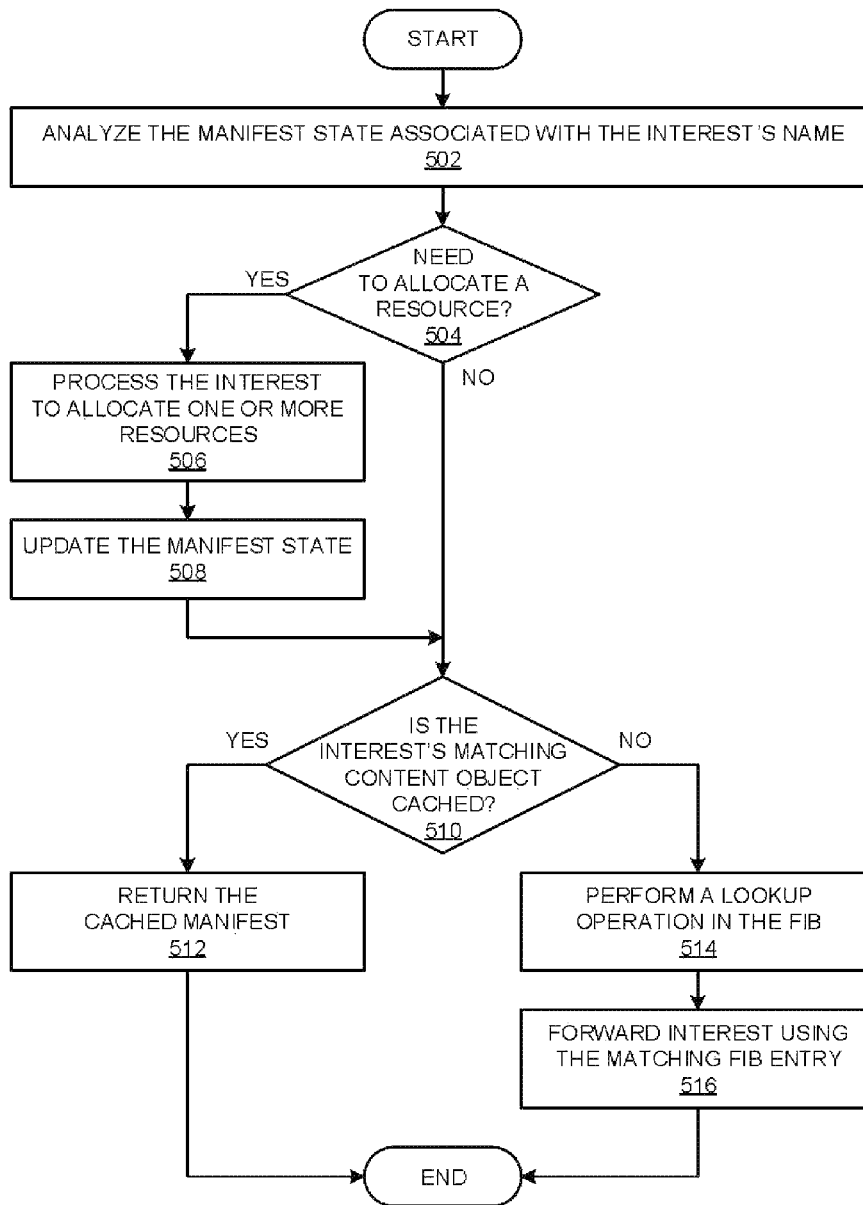 START
ANALYZE THE MANIFEST STATE ASSOCIATED WITH THE INTEREST'S NAME
502
NEED
TO ALLOCATE A
RESOURCE?
504
YES
NO
PROCESS THE INTEREST
TO ALLOCATE ONE OR MORE
RESOURCES
506
UPDATE THE MANIFEST STATE
508
IS THE
INTEREST'S MATCHING
CONTENT OBJECT
CACHED?
510
YES
NO
RETURN THE
CACHED MANIFEST
512
PERFORM A LOOKUP
OPERATION IN THE FIB
514
FORWARD INTEREST USING
THE MATCHING FIB ENTRY
516
END